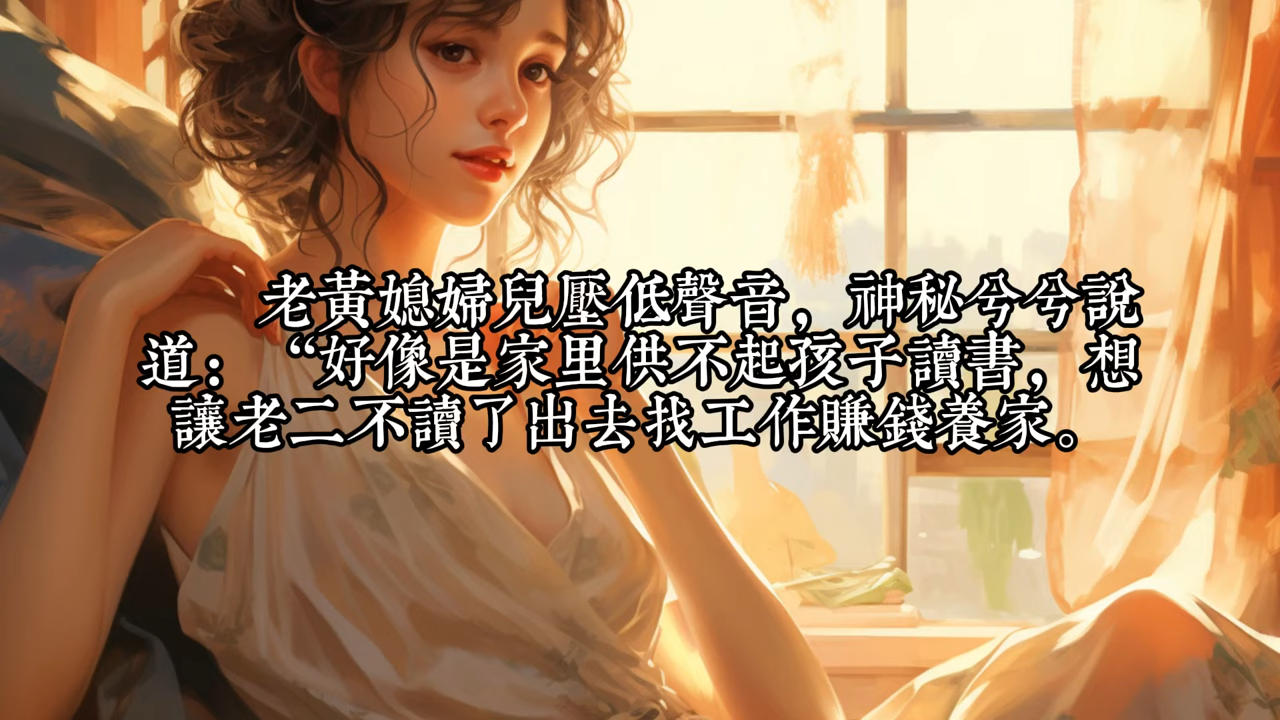 老黃媳婦兒壓低聲音，神秘兮兮說
道：“好像是家里供不起孩子讀書，想
讓老二不讀了出去找工作賺錢養家。